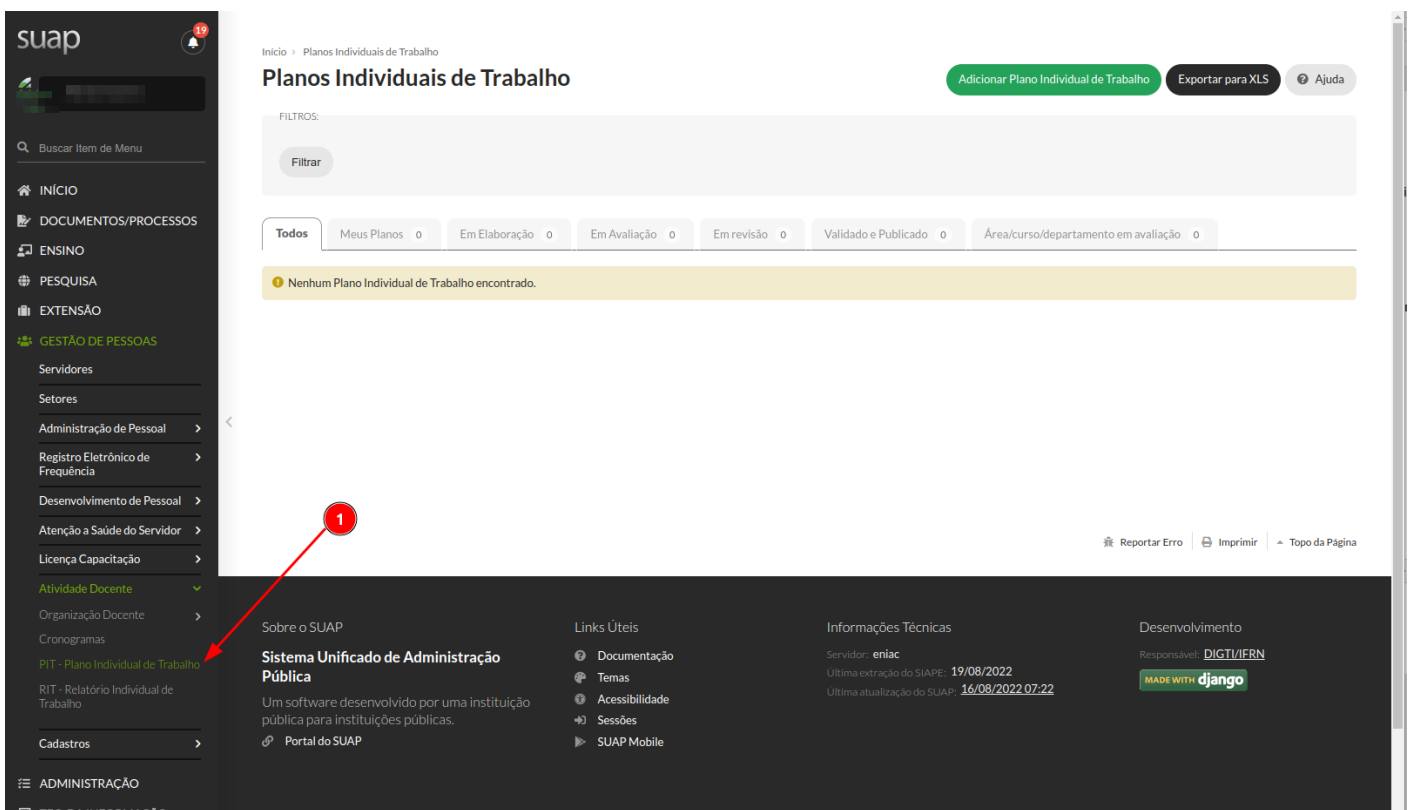 suap
19
Buscar Item de Menu
INÍCIO
DOCUMENTOS/PROCESSOS
ENSINO
PESQUISA
EXTENSÃO
GESTÃO DE PESSOAS
Servidores
Setores
Administração de Pessoal
Registro Eletrônico de
Frequência
Desenvolvimento de Pessoal
Atenção a Saúde do Servidor
Licença Capacitação
Atividade Docente
Organização Docente
Cronogramas
PIT - Plano Individual de Trabalho
RIT - Relatório Individual de
Trabalho
Cadastros
ADMINISTRAÇÃO
Início > Planos Individuais de Trabalho
Planos Individuais de Trabalho
Adicionar Plano Individual de Trabalho
Exportar para XLS
Ajuda
FILTROS:
Filtrar
Todos
Meus Planos 0
Em Elaboração 0
Em Avaliação 0
Em revisão 0
Validado e Publicado 0
Área/curso/departamento em avaliação 0
Nenhum Plano Individual de Trabalho encontrado.
1
Reportar Erro
Imprimir
Topo da Página
Sobre o SUAP
Sistema Unificado de Administração
Pública
Um software desenvolvido por uma instituição
pública para instituições públicas.
Portal do SUAP
Links Úteis
Documentação
Temas
Acessibilidade
Sessões
SUAP Mobile
Informações Técnicas
Servidor: eniac
Última extração do SIAPE: 19/08/2022
Última atualização do SUAP: 16/08/2022 07:22
Desenvolvimento
Responsável: DIGTI/IFRN
MADE WITH django